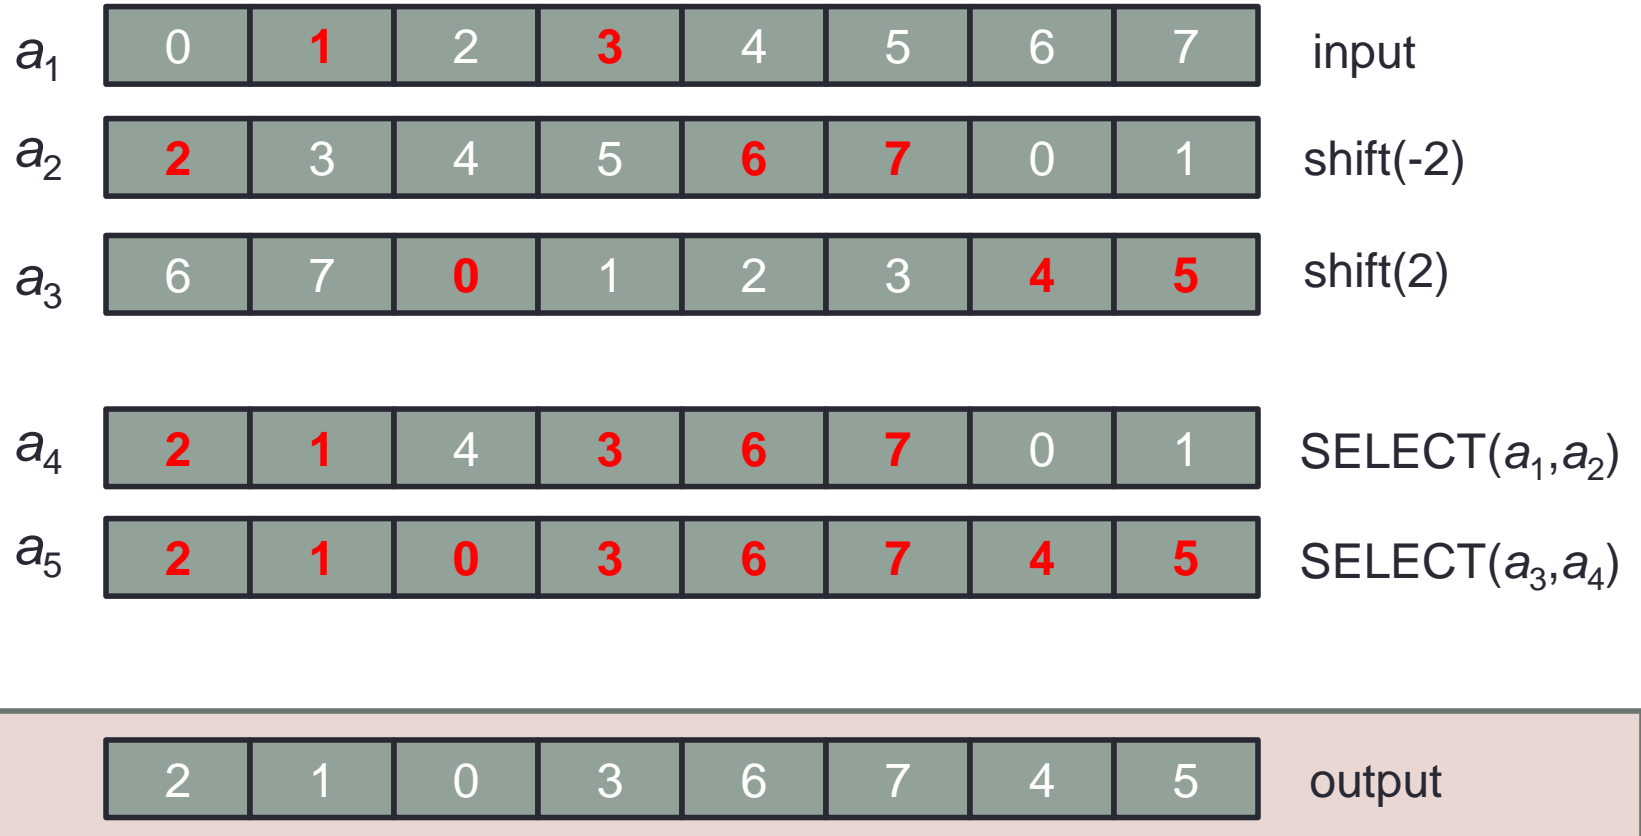 a₁ 0 1 2 3 4 5 6 7 input
a₂ 2 3 4 5 6 7 0 1 shift(-2)
a₃ 6 7 0 1 2 3 4 5 shift(2)
a₄ 2 1 4 3 6 7 0 1 SELECT(a₁,a₂)
a₅ 2 1 0 3 6 7 4 5 SELECT(a₃,a₄)
2 1 0 3 6 7 4 5 output